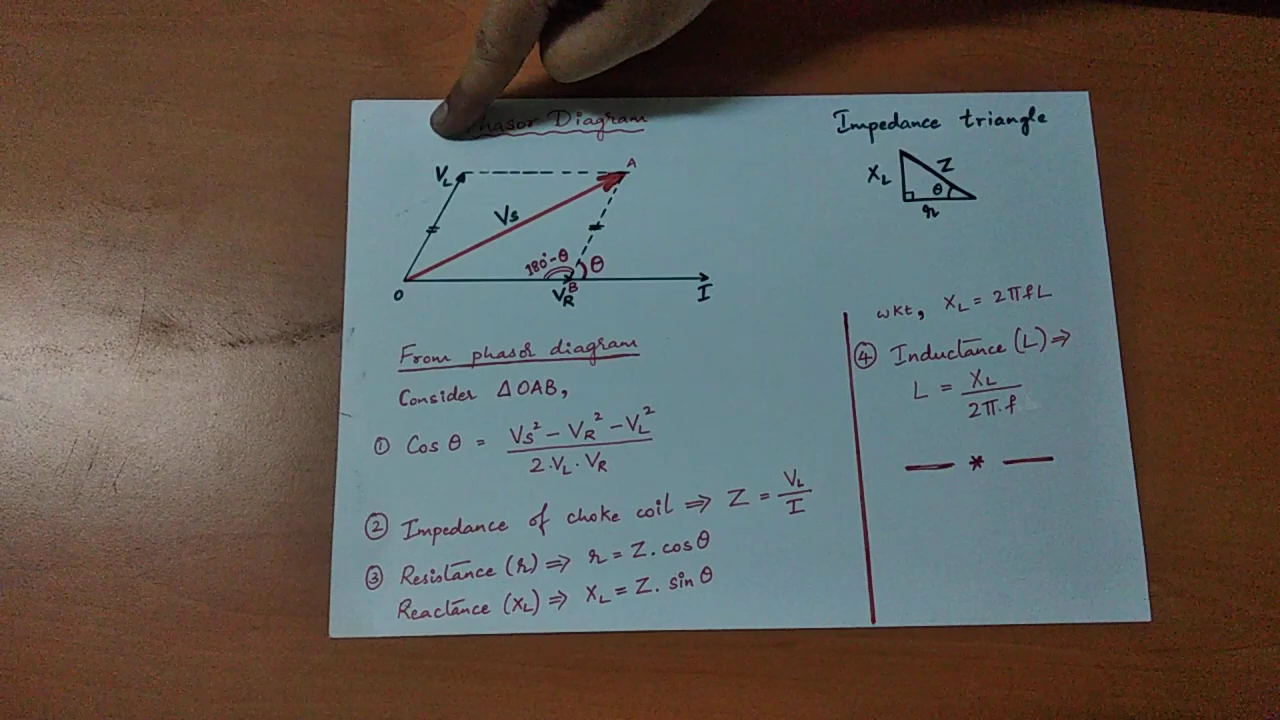 Phasor Diagram
VL
A
Vs
180°-θ
θ
O
B
VR
I
From phasor diagram
Consider ΔOAB,
① Cos θ = Vs² - VR² - VL² / 2.VL.VR
② Impedance of choke coil ⇒ Z = VL / I
③ Resistance (r) ⇒ r = Z.cosθ
Reactance (XL) ⇒ XL = Z.sinθ
Impedance triangle
XL
Z
θ
r
wkt, XL = 2πfL
④ Inductance (L) ⇒
L = XL / 2π.f
— * —